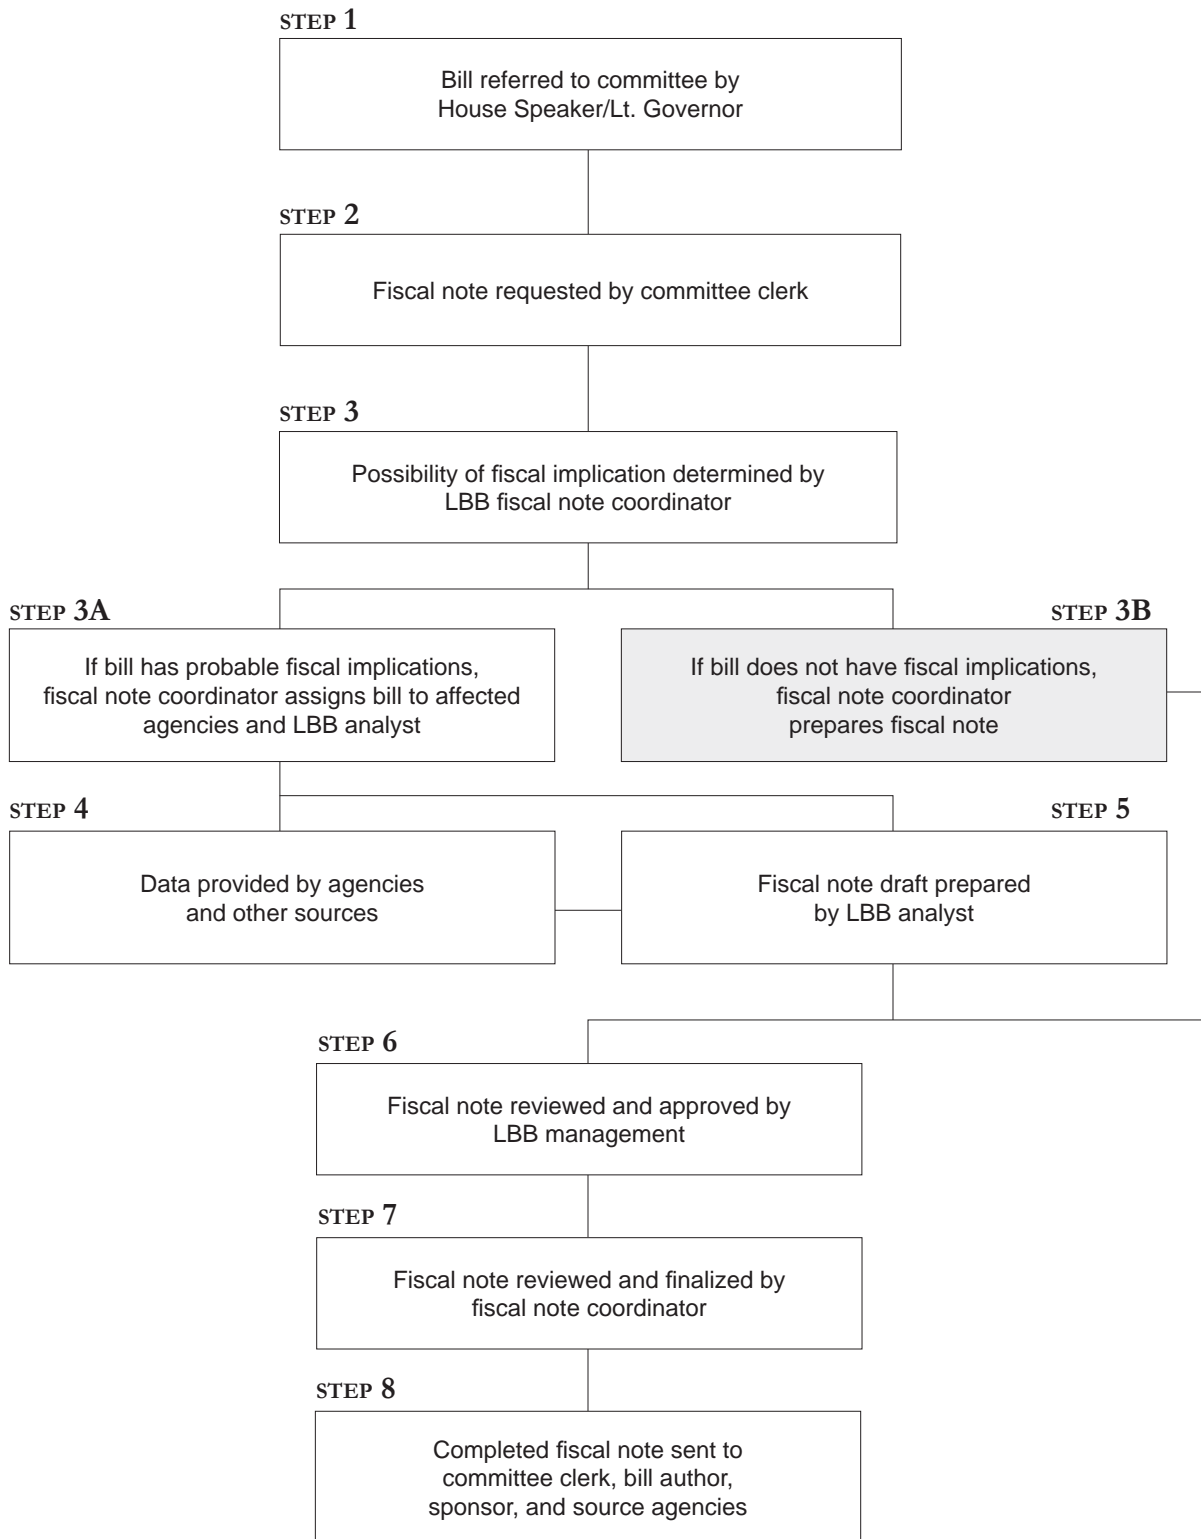 STEP 1
Bill referred to committee by
House Speaker/Lt. Governor
STEP 2
Fiscal note requested by committee clerk
STEP 3
Possibility of fiscal implication determined by
LBB fiscal note coordinator
STEP 3A
If bill has probable fiscal implications,
fiscal note coordinator assigns bill to affected
agencies and LBB analyst
STEP 3B
If bill does not have fiscal implications,
fiscal note coordinator
prepares fiscal note
STEP 4
Data provided by agencies
and other sources
STEP 5
Fiscal note draft prepared
by LBB analyst
STEP 6
Fiscal note reviewed and approved by
LBB management
STEP 7
Fiscal note reviewed and finalized by
fiscal note coordinator
STEP 8
Completed fiscal note sent to
committee clerk, bill author,
sponsor, and source agencies